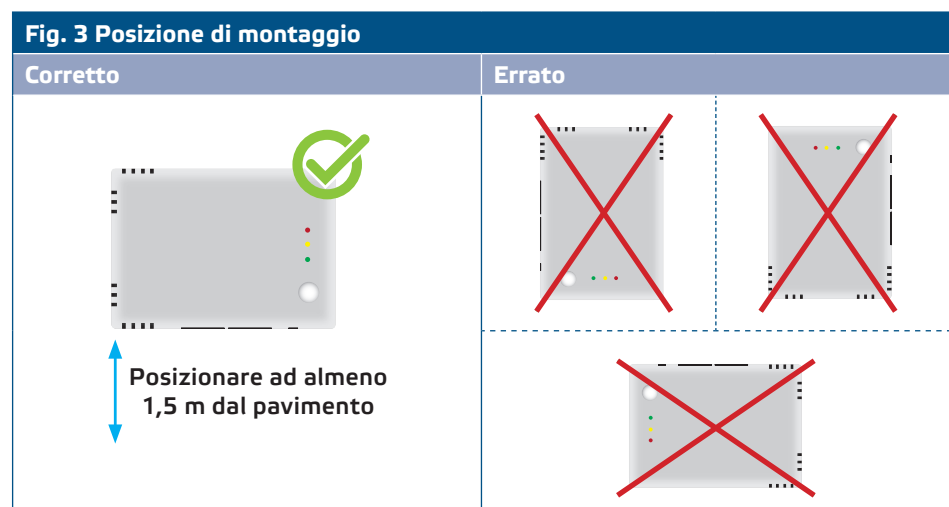 Fig. 3 Posizione di montaggio
Corretto
Errato
Posizionare ad almeno
1,5 m dal pavimento